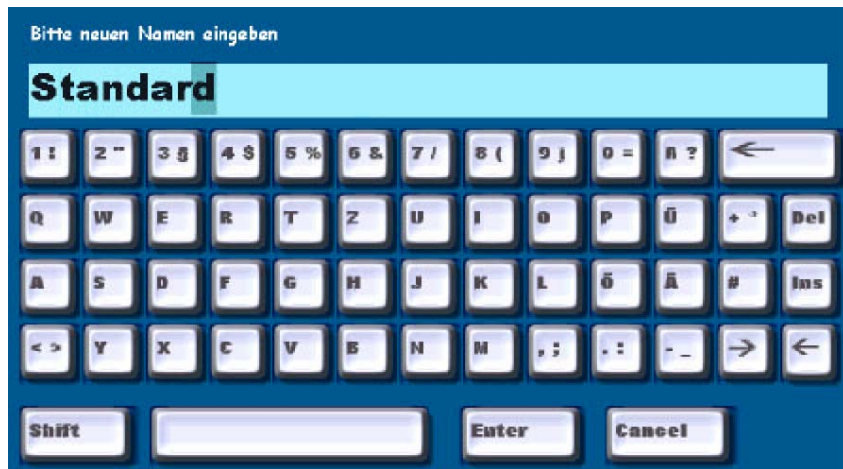 Bitte neuen Namen eingeben
Standard
1 ! 2 " 3 § 4 $ 5 % 6 & 7 / 8 ( 9 ) 0 = ß ? ←
Q W E R T Z U I O P Ü + * Del
A S D F G H J K L Ö Ä # Ins
< > Y X C V B N M , ; . : - _ → ←
Shift Enter Cancel